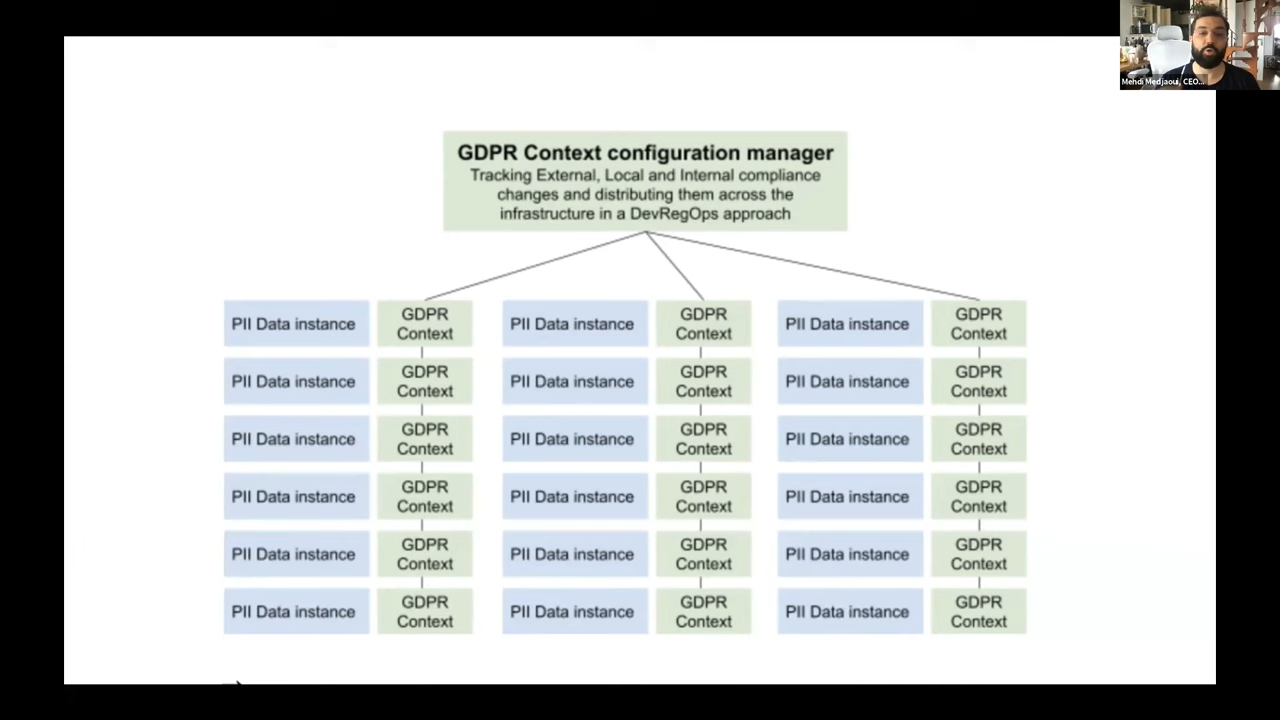 Mehdi Medjaoui, CEO...
GDPR Context configuration manager
Tracking External, Local and Internal compliance
changes and distributing them across the
infrastructure in a DevRegOps approach
PII Data instance
GDPR
Context
PII Data instance
GDPR
Context
PII Data instance
GDPR
Context
PII Data instance
GDPR
Context
PII Data instance
GDPR
Context
PII Data instance
GDPR
Context
PII Data instance
GDPR
Context
PII Data instance
GDPR
Context
PII Data instance
GDPR
Context
PII Data instance
GDPR
Context
PII Data instance
GDPR
Context
PII Data instance
GDPR
Context
PII Data instance
GDPR
Context
PII Data instance
GDPR
Context
PII Data instance
GDPR
Context
PII Data instance
GDPR
Context
PII Data instance
GDPR
Context
PII Data instance
GDPR
Context